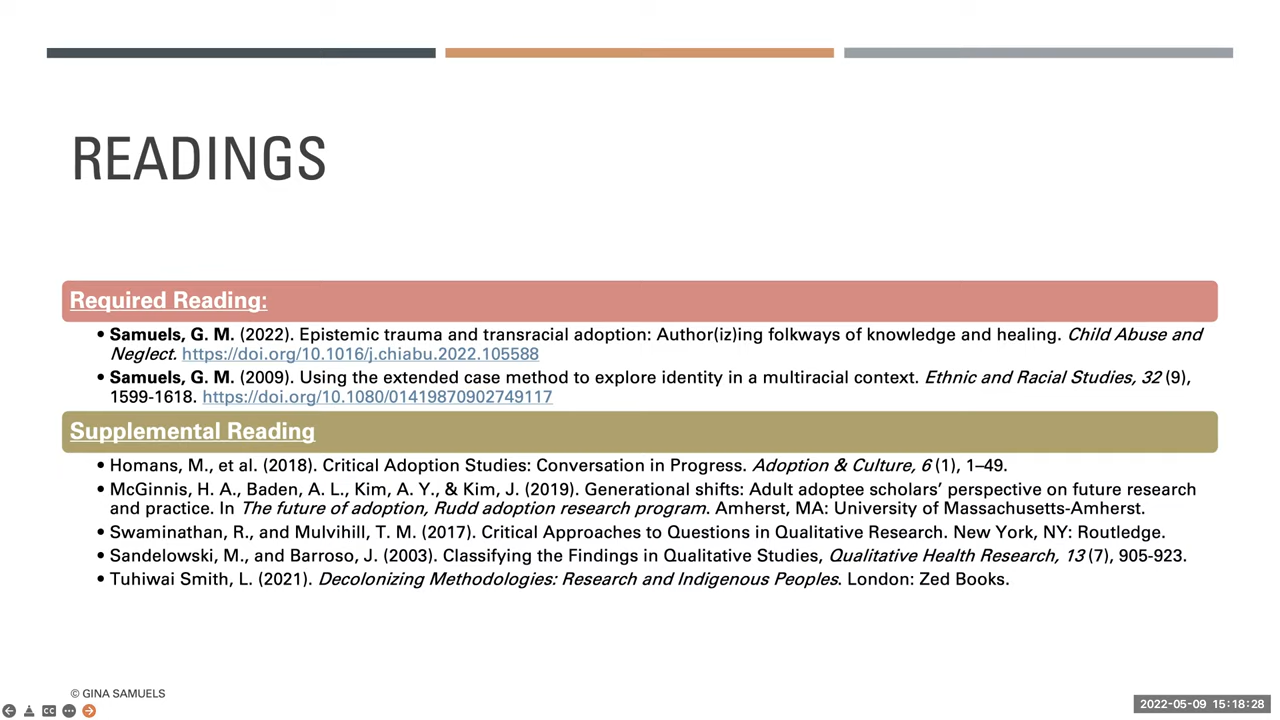 READINGS
Required Reading:
• Samuels, G. M. (2022). Epistemic trauma and transracial adoption: Author(iz)ing folkways of knowledge and healing. Child Abuse and
Neglect. https://doi.org/10.1016/j.chiabu.2022.105588
• Samuels, G. M. (2009). Using the extended case method to explore identity in a multiracial context. Ethnic and Racial Studies, 32 (9),
1599-1618. https://doi.org/10.1080/01419870902749117
Supplemental Reading
• Homans, M., et al. (2018). Critical Adoption Studies: Conversation in Progress. Adoption & Culture, 6 (1), 1–49.
• McGinnis, H. A., Baden, A. L., Kim, A. Y., & Kim, J. (2019). Generational shifts: Adult adoptee scholars’ perspective on future research
and practice. In The future of adoption, Rudd adoption research program. Amherst, MA: University of Massachusetts-Amherst.
• Swaminathan, R., and Mulvihill, T. M. (2017). Critical Approaches to Questions in Qualitative Research. New York, NY: Routledge.
• Sandelowski, M., and Barroso, J. (2003). Classifying the Findings in Qualitative Studies, Qualitative Health Research, 13 (7), 905-923.
• Tuhiwai Smith, L. (2021). Decolonizing Methodologies: Research and Indigenous Peoples. London: Zed Books.
© GINA SAMUELS
CC
2022-05-09 15:18:28